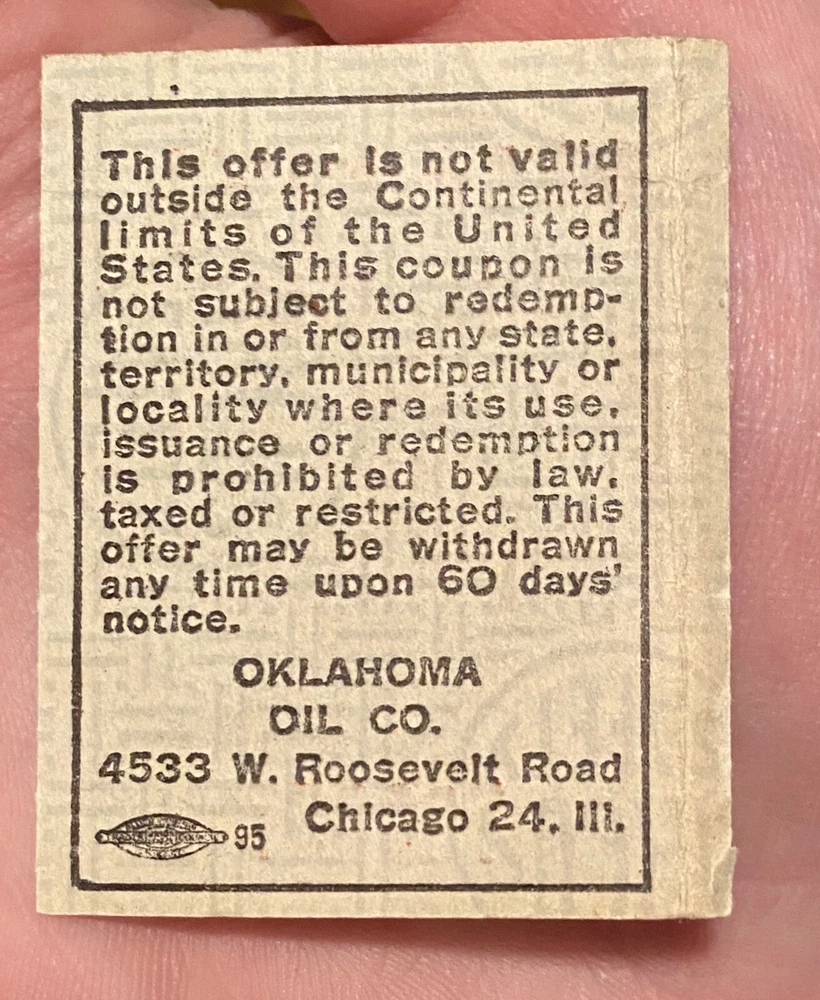 This offer is not valid
outside the Continental
limits of the United
States. This coupon is
not subject to redemp-
tion in or from any state,
territory, municipality or
locality where its use,
issuance or redemption
is prohibited by law,
taxed or restricted. This
offer may be withdrawn
any time upon 60 days'
notice.
OKLAHOMA
OIL CO.
4533 W. Roosevelt Road
Chicago 24, Ill.
95